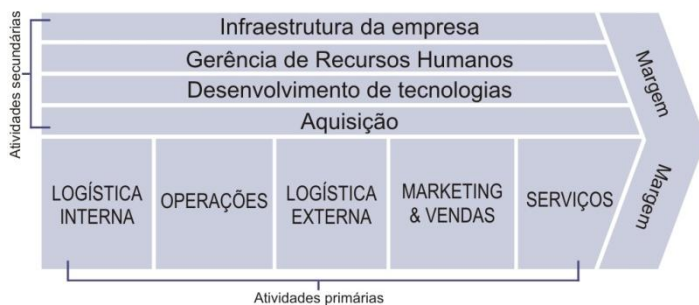 Atividades secundárias
Infraestrutura da empresa
Gerência de Recursos Humanos
Desenvolvimento de tecnologias
Aquisição
Margem
LOGÍSTICA
INTERNA
OPERAÇÕES
LOGÍSTICA
EXTERNA
MARKETING
& VENDAS
SERVIÇOS
Margem
Atividades primárias